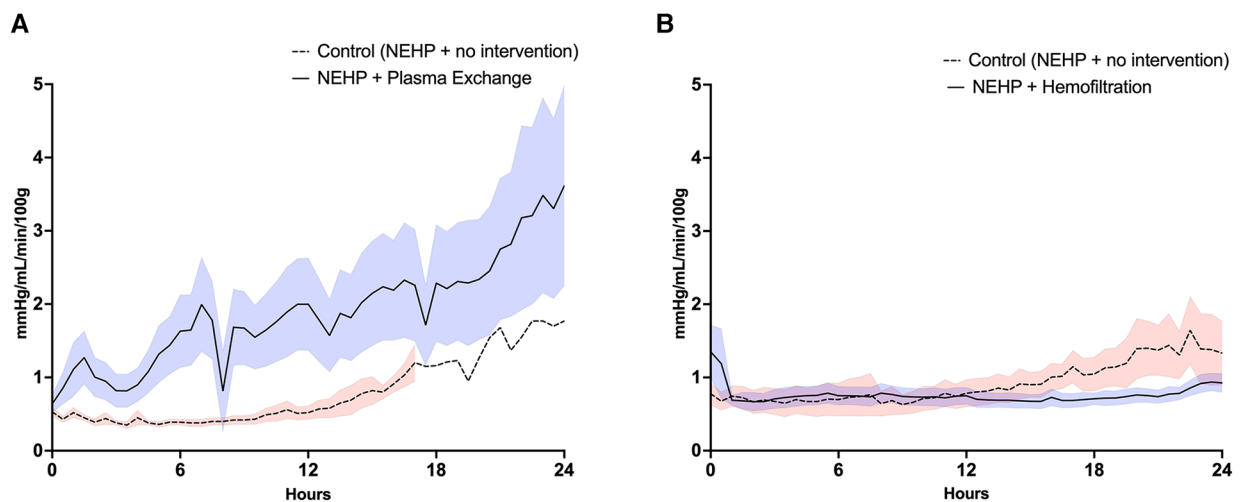 A
Control (NEHP + no intervention)
NEHP + Plasma Exchange
5
4
3
2
1
0
mmHg/mL/min/100g
0 6 12 18 24
Hours
B
Control (NEHP + no intervention)
NEHP + Hemofiltration
5
4
3
2
1
0
mmHg/mL/min/100g
0 6 12 18 24
Hours